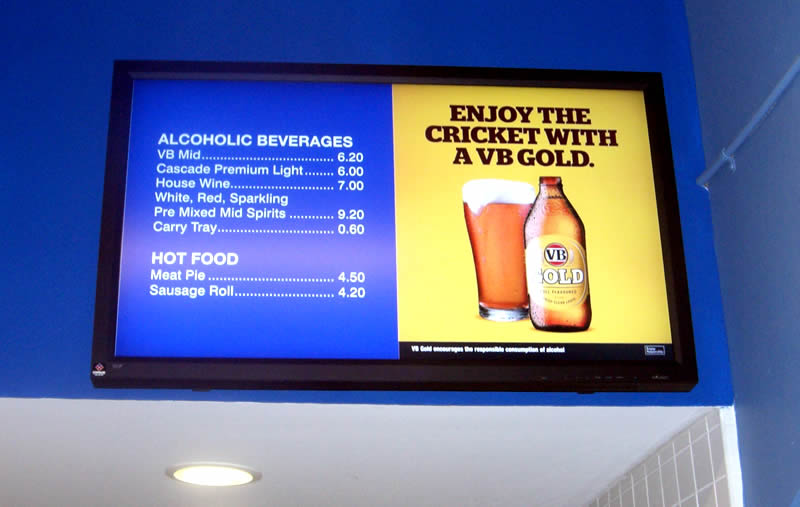 ALCOHOLIC BEVERAGES
VB Mid.................................. 6.20
Cascade Premium Light....... 6.00
House Wine........................... 7.00
White, Red, Sparkling
Pre Mixed Mid Spirits ........... 9.20
Carry Tray.............................. 0.60
HOT FOOD
Meat Pie ................................ 4.50
Sausage Roll......................... 4.20
ENJOY THE
CRICKET WITH
A VB GOLD.
VB
GOLD
FULL FLAVOURED
VB Gold encourages the responsible consumption of alcohol